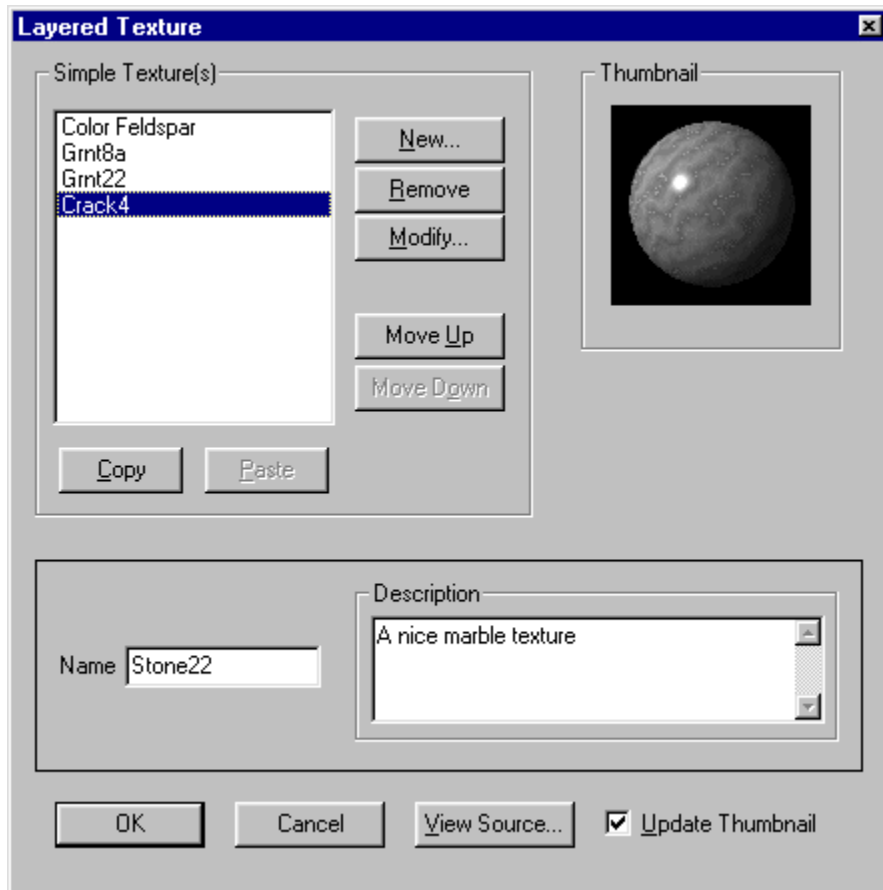 Layered Texture
Simple Texture(s)
Color Feldspar
Grnt8a
Grnt22
Crack4
New...
Remove
Modify...
Move Up
Move Down
Copy
Paste
Thumbnail
Name
Stone22
Description
A nice marble texture
OK
Cancel
View Source...
Update Thumbnail